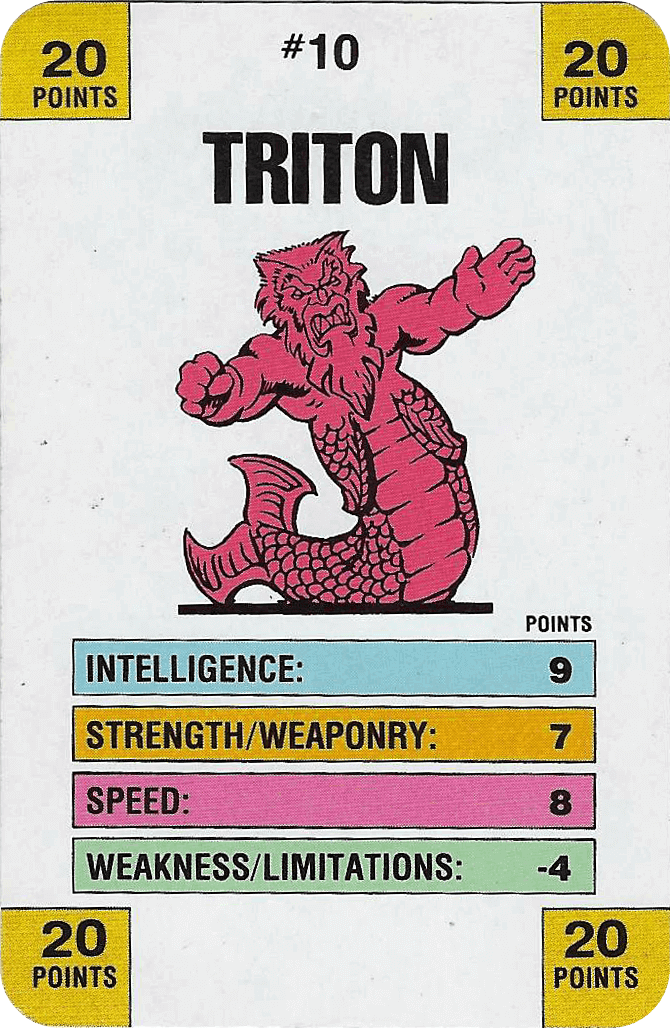 20 POINTS
#10
20 POINTS
TRITON
POINTS
INTELLIGENCE: 9
STRENGTH/WEAPONRY: 7
SPEED: 8
WEAKNESS/LIMITATIONS: -4
20 POINTS
20 POINTS